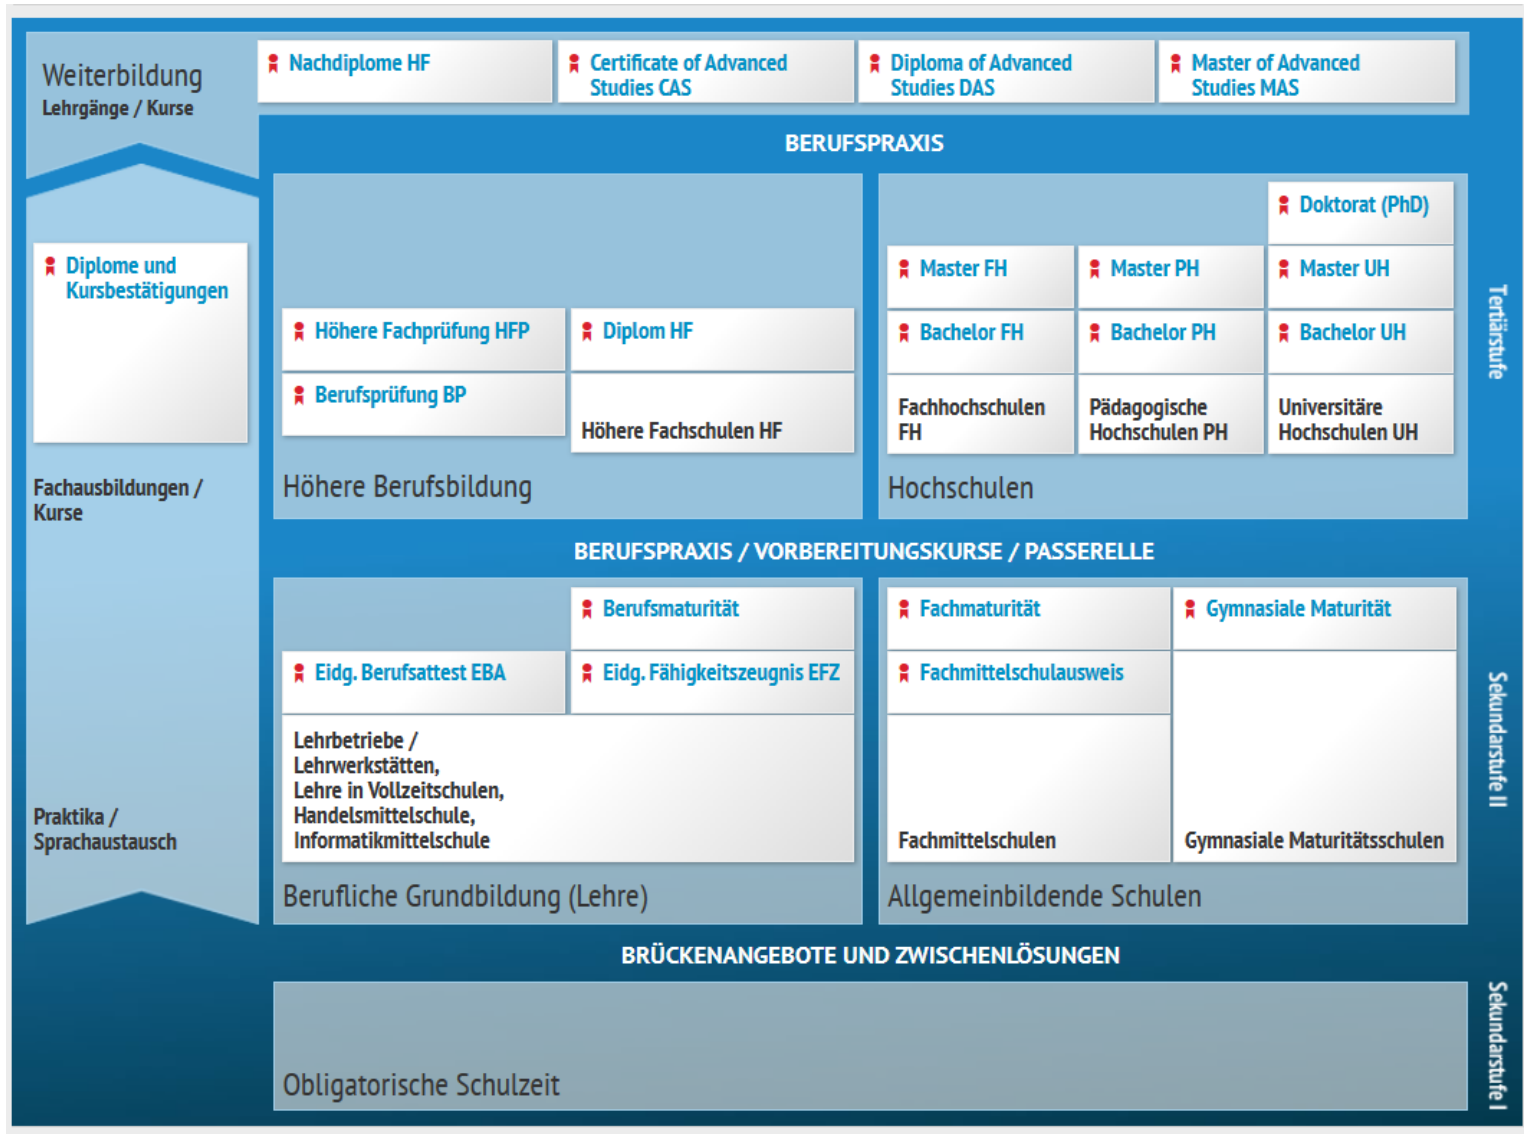 Weiterbildung
Lehrgänge / Kurse
Nachdiplome HF
Certificate of Advanced
Studies CAS
Diploma of Advanced
Studies DAS
Master of Advanced
Studies MAS
BERUFSPRAXIS
Diplome und
Kursbestätigungen
Fachausbildungen /
Kurse
Praktika /
Sprachaustausch
Höhere Fachprüfung HFP
Berufsprüfung BP
Diplom HF
Höhere Fachschulen HF
Höhere Berufsbildung
Doktorat (PhD)
Master FH
Master PH
Master UH
Bachelor FH
Bachelor PH
Bachelor UH
Fachhochschulen
FH
Pädagogische
Hochschulen PH
Universitäre
Hochschulen UH
Hochschulen
Tertiärstufe
BERUFSPRAXIS / VORBEREITUNGSKURSE / PASSERELLE
Berufsmaturität
Eidg. Berufsattest EBA
Eidg. Fähigkeitszeugnis EFZ
Lehrbetriebe /
Lehrwerkstätten,
Lehre in Vollzeitschulen,
Handelsmittelschule,
Informatikmittelschule
Berufliche Grundbildung (Lehre)
Fachmaturität
Gymnasiale Maturität
Fachmittelschulausweis
Fachmittelschulen
Gymnasiale Maturitätsschulen
Allgemeinbildende Schulen
Sekundarstufe II
BRÜCKENANGEBOTE UND ZWISCHENLÖSUNGEN
Obligatorische Schulzeit
Sekundarstufe I